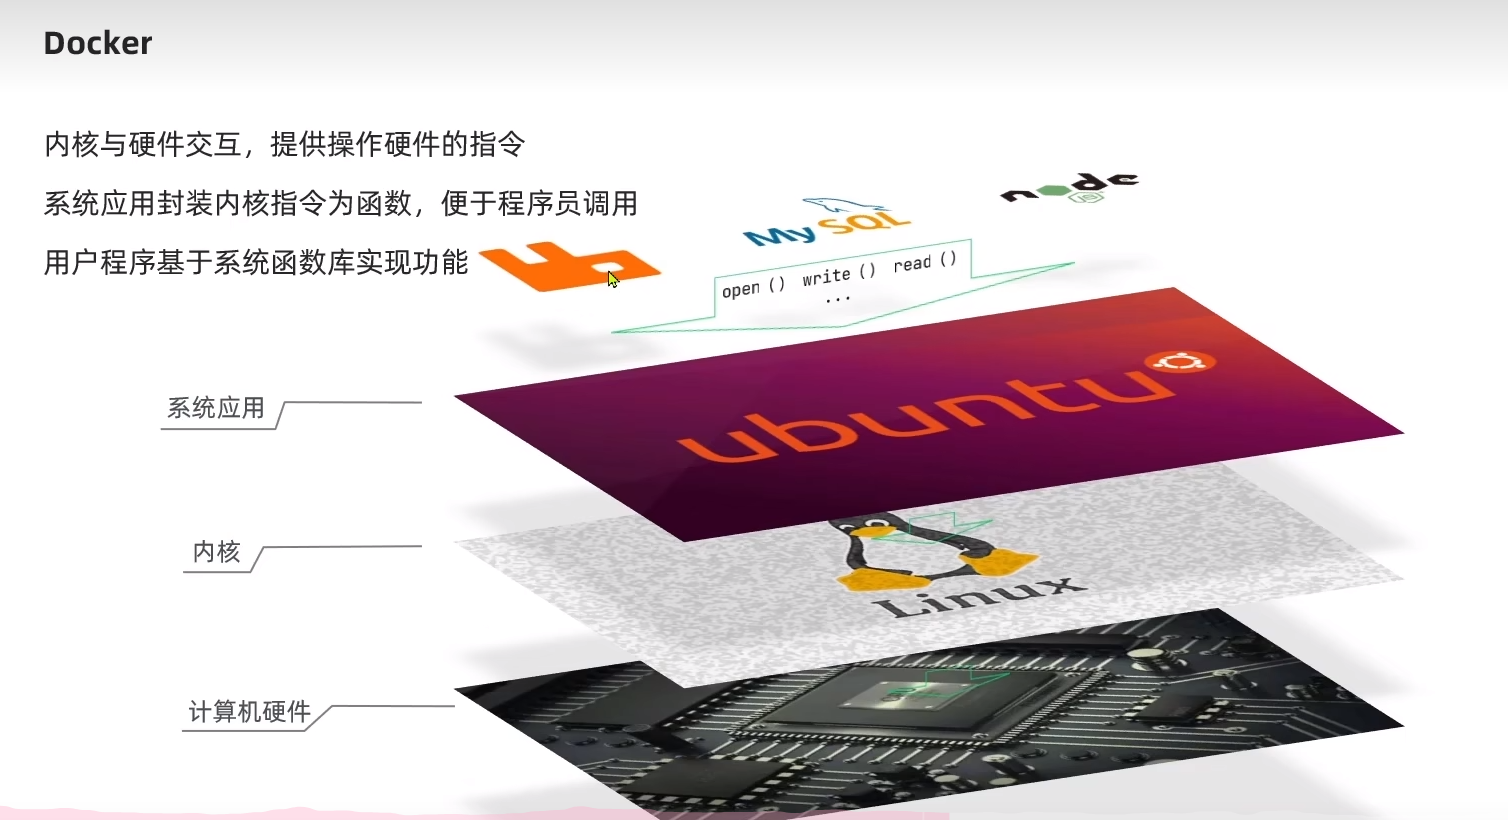 Docker
内核与硬件交互，提供操作硬件的指令
系统应用封装内核指令为函数，便于程序员调用
用户程序基于系统函数库实现功能
node
JS
MySQL
open () write () read ()
...
系统应用
ubuntu
内核
Linux
计算机硬件